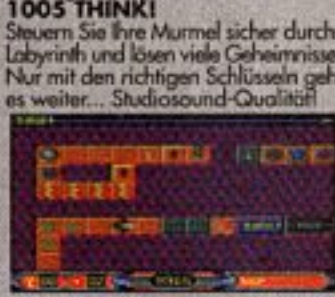 1005 THINK!
Steuern Sie Ihre Murmel sicher durchs
Labyrinth und lösen viele Geheimnisse
Nur mit den richtigen Schlüsseln geh
es weiter... Studiosound-Qualität!